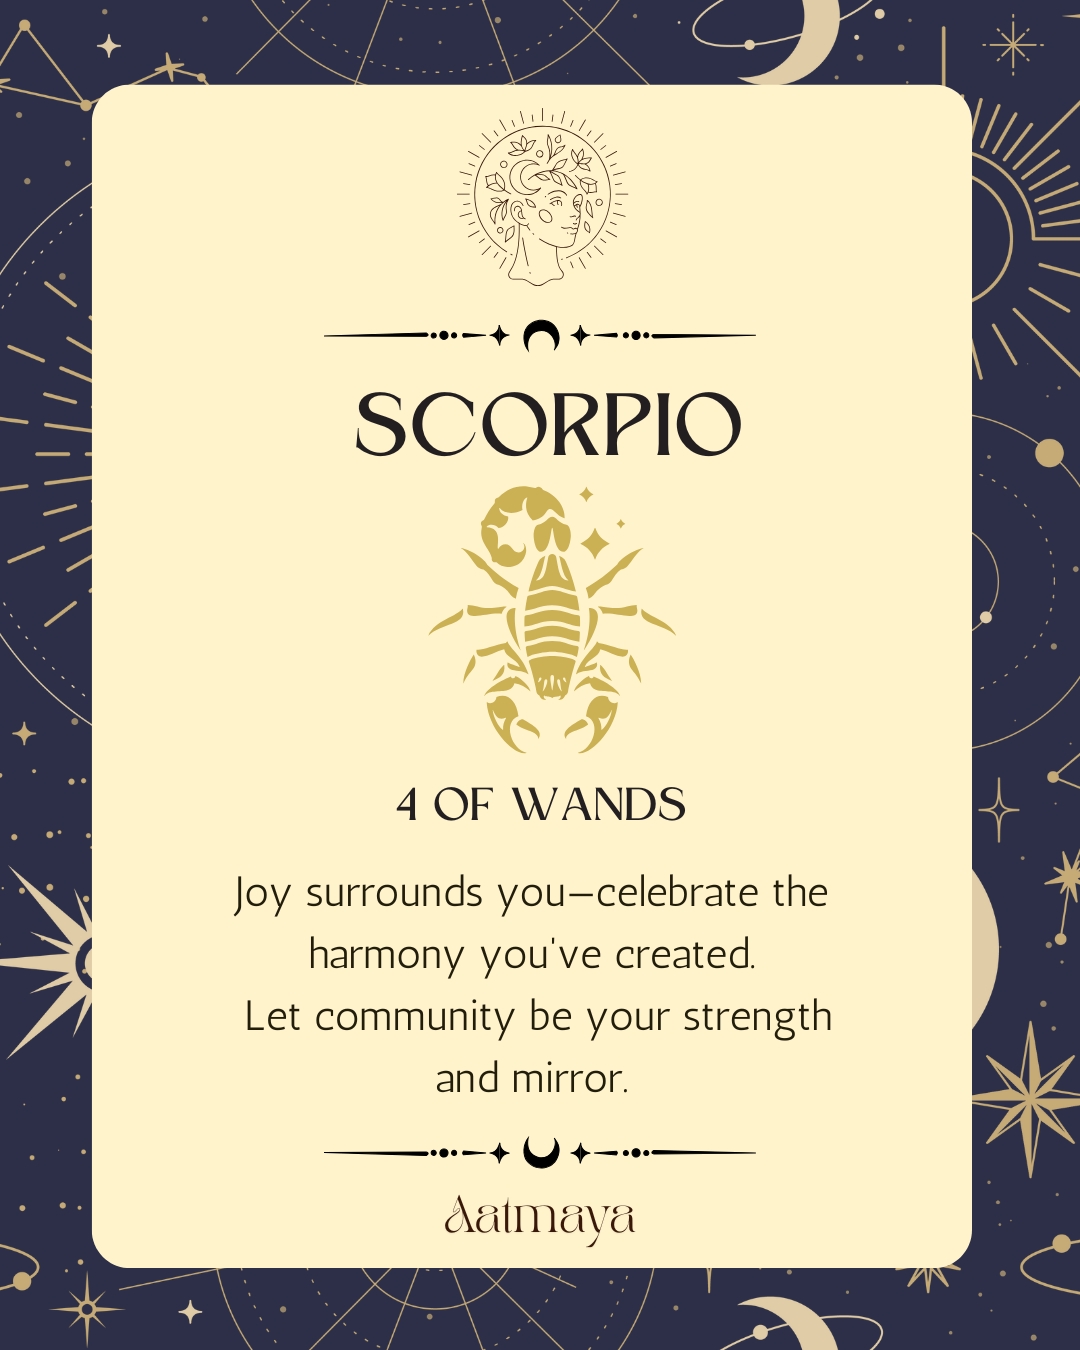 SCORPIO
4 OF WANDS
Joy surrounds you—celebrate the
harmony you've created.
Let community be your strength
and mirror.
Aatmaya